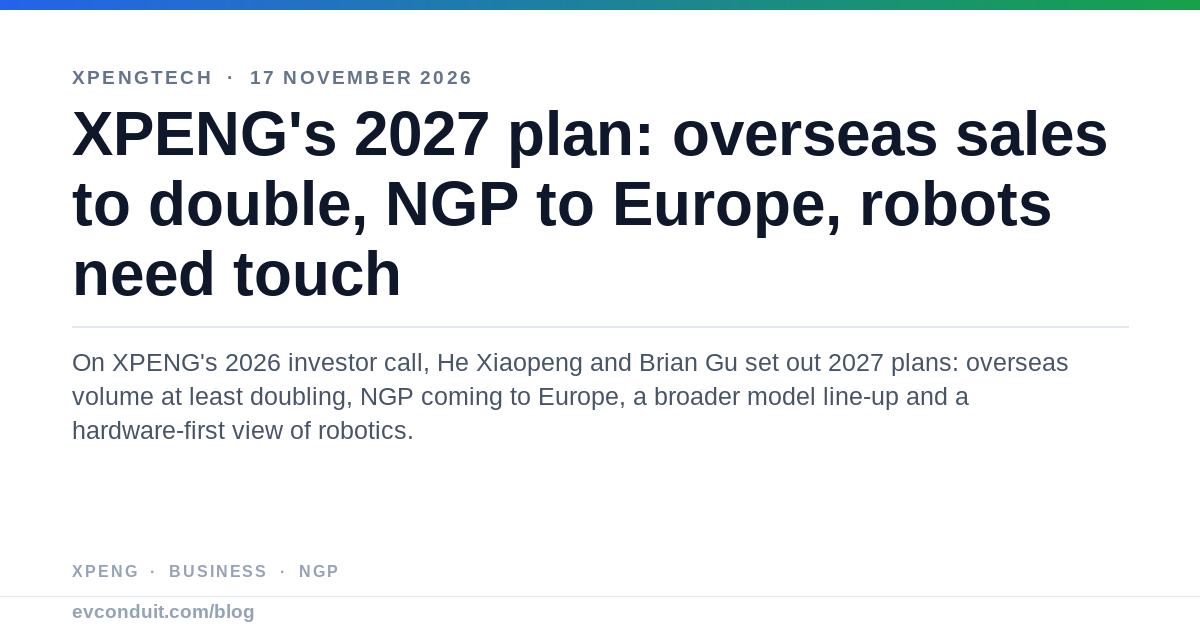 XPENGTECH · 17 NOVEMBER 2026
XPENG's 2027 plan: overseas sales
to double, NGP to Europe, robots
need touch
On XPENG's 2026 investor call, He Xiaopeng and Brian Gu set out 2027 plans: overseas
volume at least doubling, NGP coming to Europe, a broader model line-up and a
hardware-first view of robotics.
XPENG · BUSINESS · NGP
evconduit.com/blog